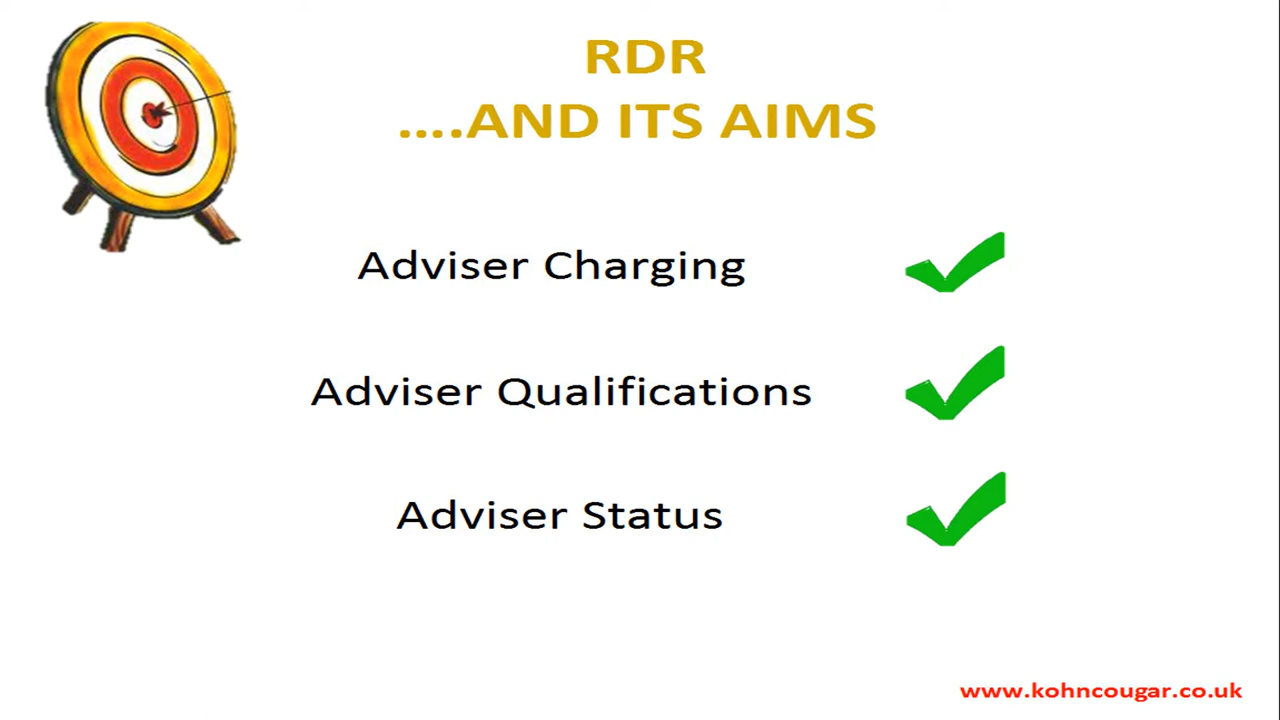 RDR
....AND ITS AIMS
Adviser Charging
Adviser Qualifications
Adviser Status
www.kohncougar.co.uk